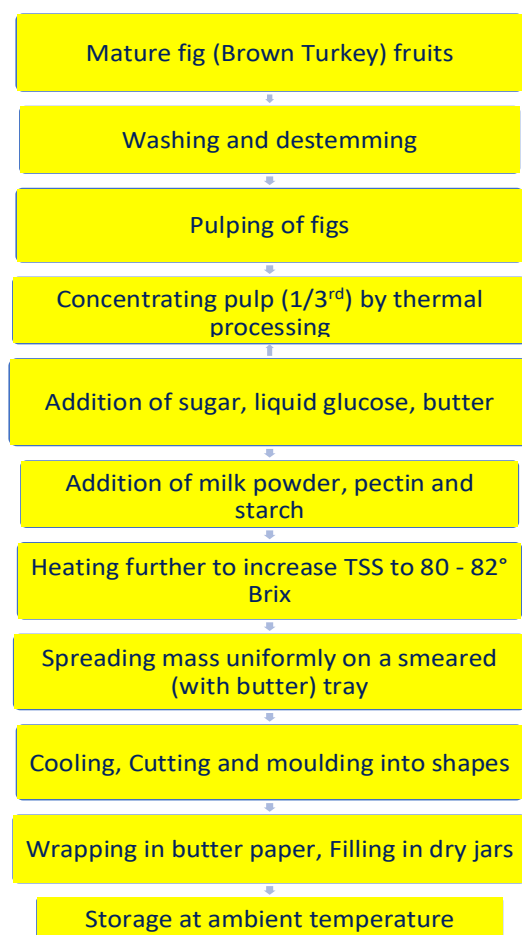 Mature fig (Brown Turkey) fruits
Washing and destemming
Pulping of figs
Concentrating pulp (1/3rd) by thermal
processing
Addition of sugar, liquid glucose, butter
Addition of milk powder, pectin and
starch
Heating further to increase TSS to 80 - 82°
Brix
Spreading mass uniformly on a smeared
(with butter) tray
Cooling, Cutting and moulding into shapes
Wrapping in butter paper, Filling in dry jars
Storage at ambient temperature